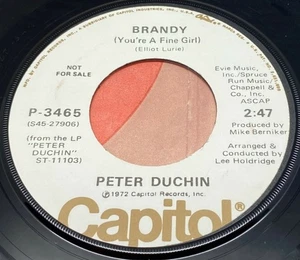 BRANDY
(You're A Fine Girl)
(Elliot Lurie)
NOT
FOR SALE
Evie Music,
Inc./Spruce
Run Music/
Chappell &
Co., Inc.
ASCAP
P-3465
(S45-27906)
2:47
Produced by
Mike Berniker
(from the LP
"PETER
DUCHIN"
ST-11103)
Arranged &
Conducted by
Lee Holdridge
PETER DUCHIN
℗1972 Capitol Records, Inc.
Capitol®